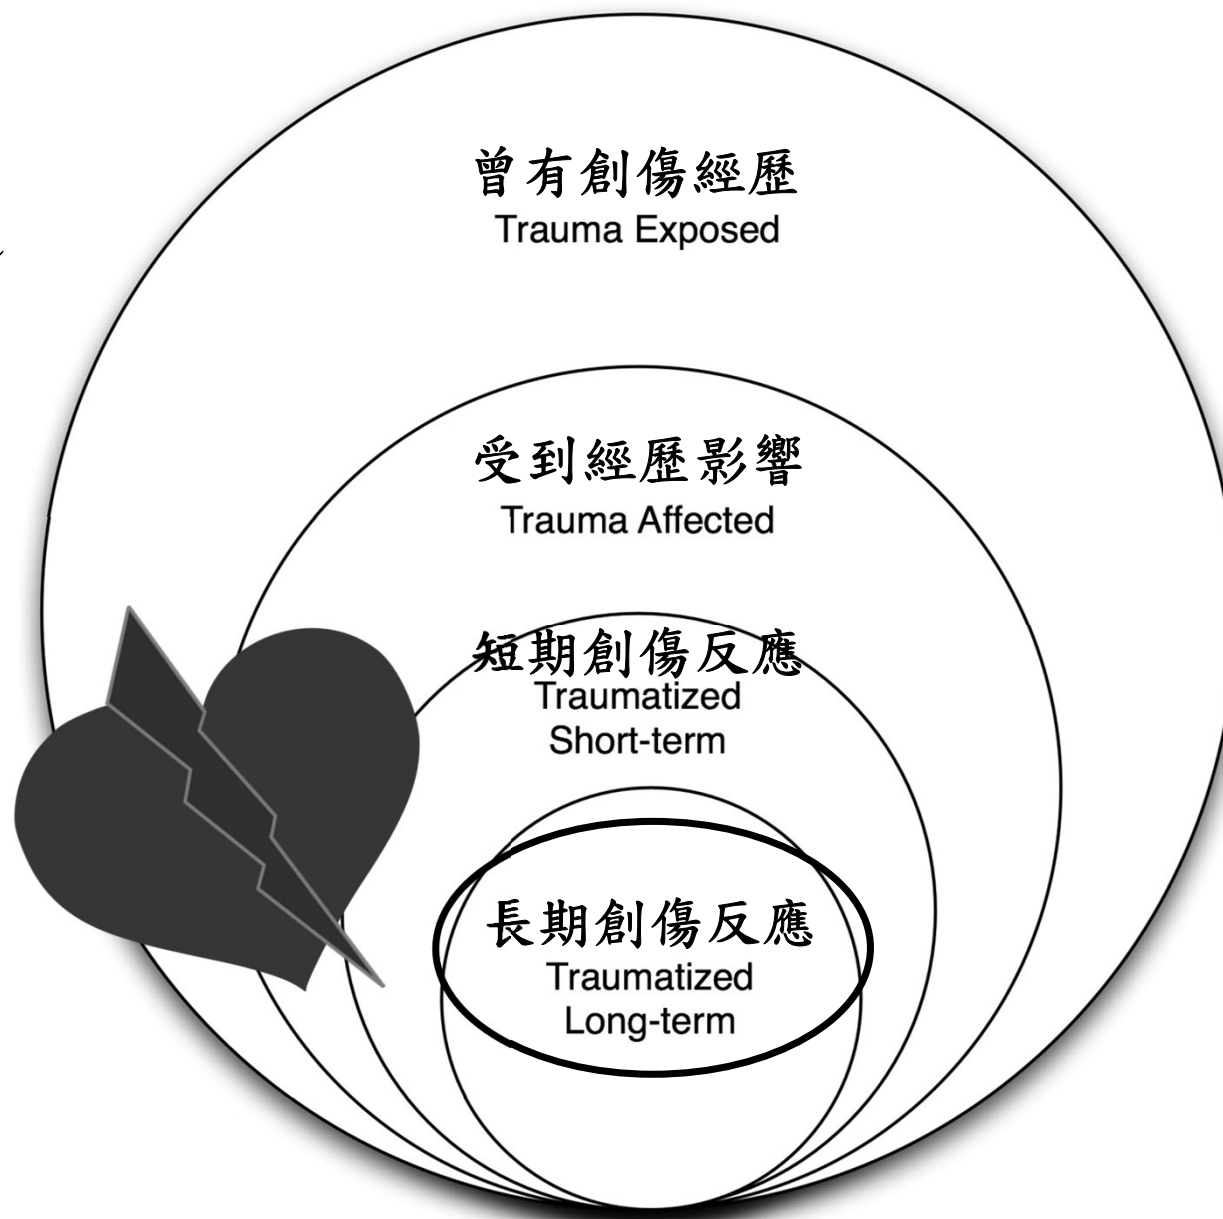 曾有創傷經歷
Trauma Exposed
受到經歷影響
Trauma Affected
短期創傷反應
Traumatized
Short-term
長期創傷反應
Traumatized
Long-term